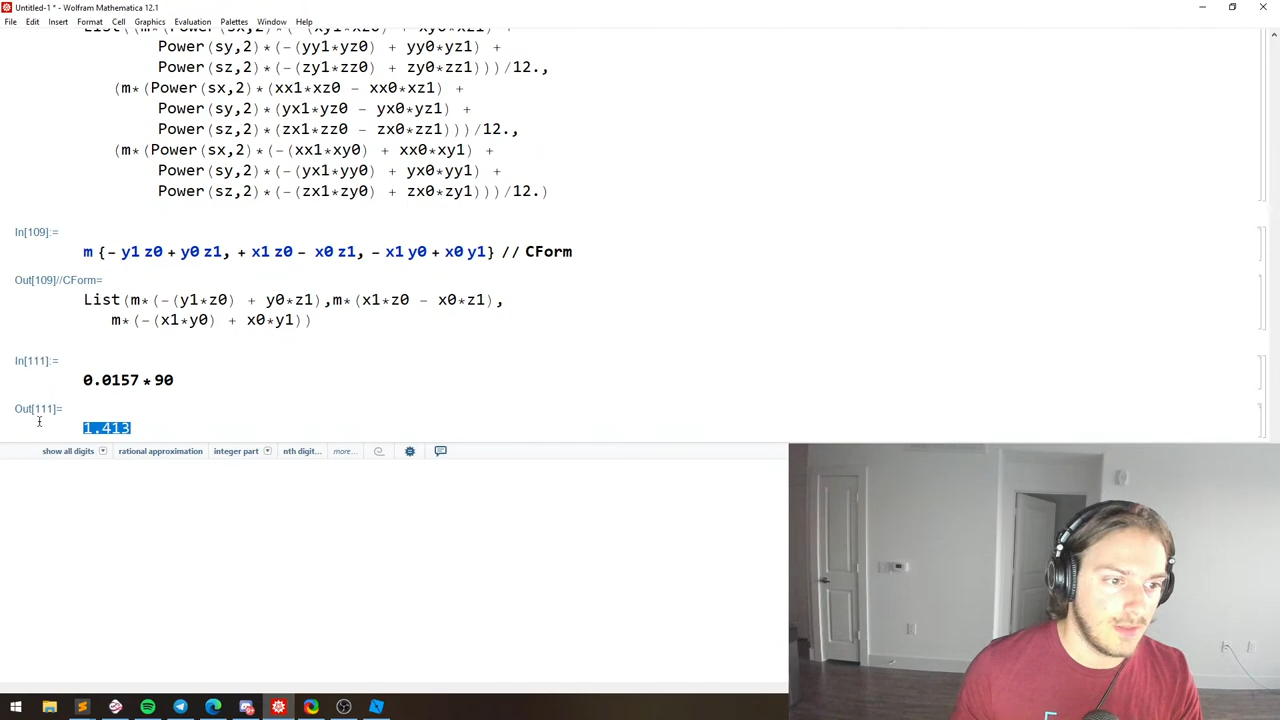 Untitled-1 * - Wolfram Mathematica 12.1
File Edit Insert Format Cell Graphics Evaluation Palettes Window Help
Power(sy,2)*(-(yy1*yz0) + yy0*yz1) +
Power(sz,2)*(-(zy1*zz0) + zy0*zz1)))/12.,
(m*(Power(sx,2)*(xx1*xz0 - xx0*xz1) +
Power(sy,2)*(yx1*yz0 - yx0*yz1) +
Power(sz,2)*(zx1*zz0 - zx0*zz1)))/12.,
(m*(Power(sx,2)*(-(xx1*xy0) + xx0*xy1) +
Power(sy,2)*(-(yx1*yy0) + yx0*yy1) +
Power(sz,2)*(-(zx1*zy0) + zx0*zy1)))/12.)
In[109]:=
m {- y1 z0 + y0 z1, + x1 z0 - x0 z1, - x1 y0 + x0 y1} // CForm
Out[109]//CForm=
List(m*(-(y1*z0) + y0*z1),m*(x1*z0 - x0*z1),
m*(-(x1*y0) + x0*y1))
In[111]:=
0.0157 * 90
Out[111]=
1.413
show all digits rational approximation integer part nth digit... more...